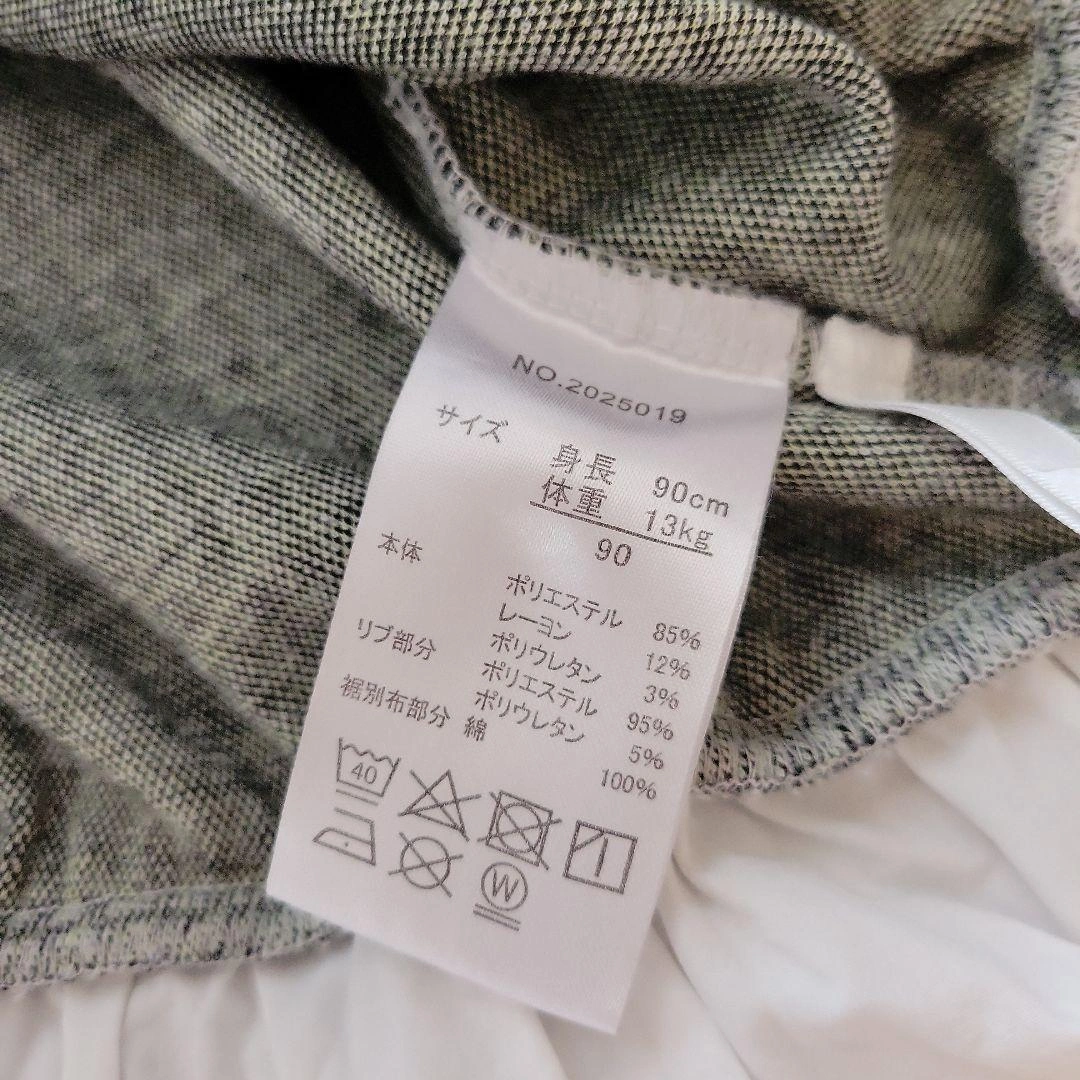 NO.2025019
サイズ
身長 90cm
体重 13kg
90
本体 ポリエステル 85%
レーヨン 12%
ポリウレタン 3%
リブ部分 ポリエステル 95%
ポリウレタン 5%
裾別布部分 綿 100%
40
W